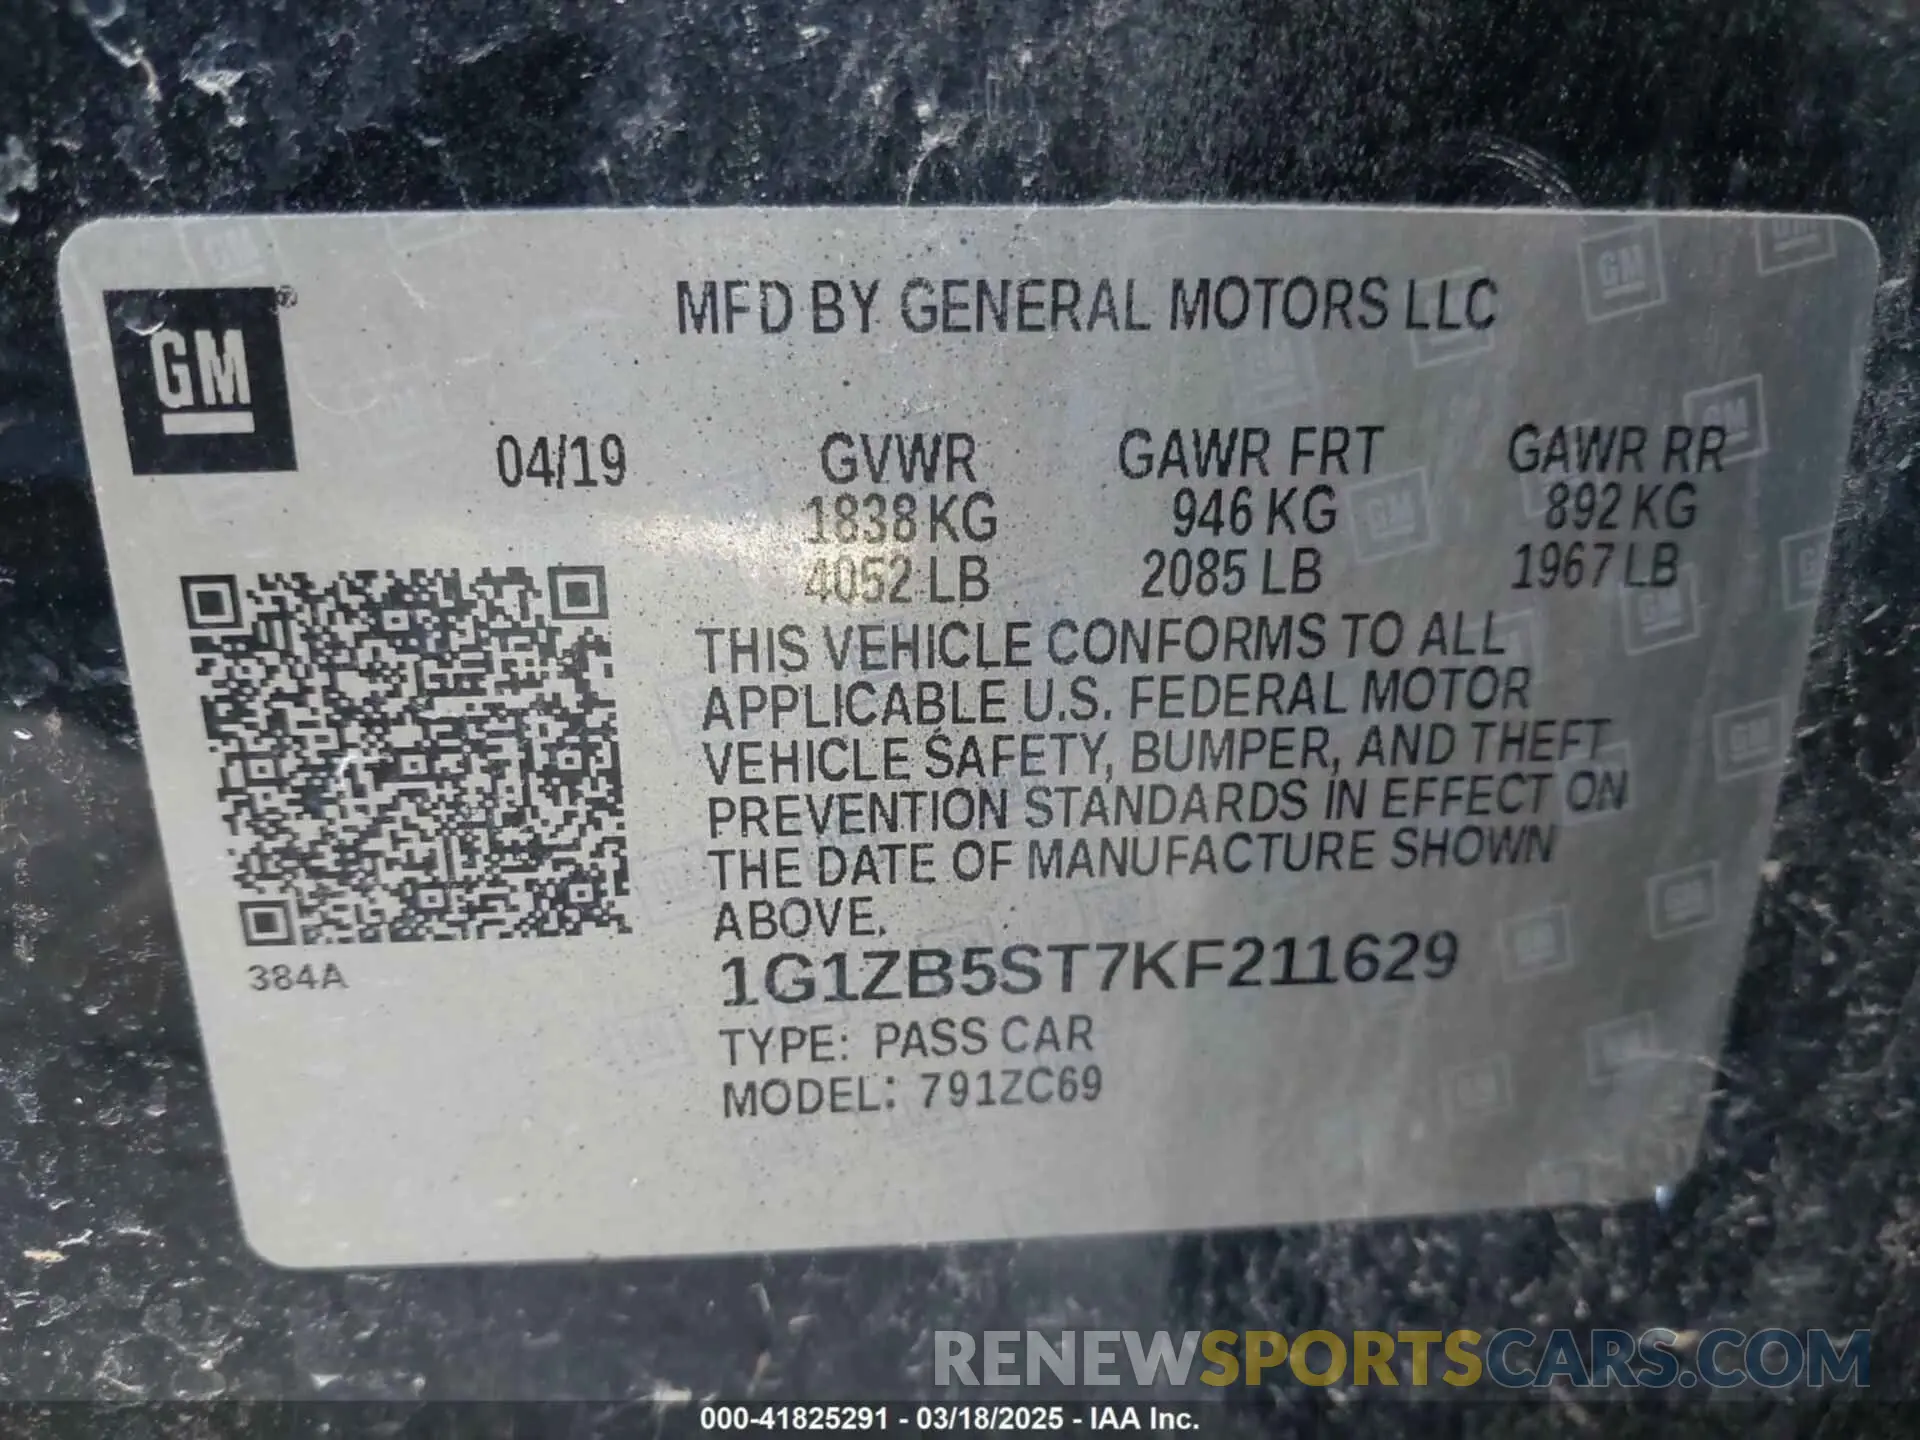 GM®
MFD BY GENERAL MOTORS LLC
04/19 GVWR GAWR FRT GAWR RR
1838 KG 946 KG 892 KG
4052 LB 2085 LB 1967 LB
THIS VEHICLE CONFORMS TO ALL
APPLICABLE U.S. FEDERAL MOTOR
VEHICLE SAFETY, BUMPER, AND THEFT
PREVENTION STANDARDS IN EFFECT ON
THE DATE OF MANUFACTURE SHOWN
ABOVE.
384A
1G1ZB5ST7KF211629
TYPE: PASS CAR
MODEL: 791ZC69
RENEWSPORTSCARS.COM
000-41825291 - 03/18/2025 - IAA Inc.